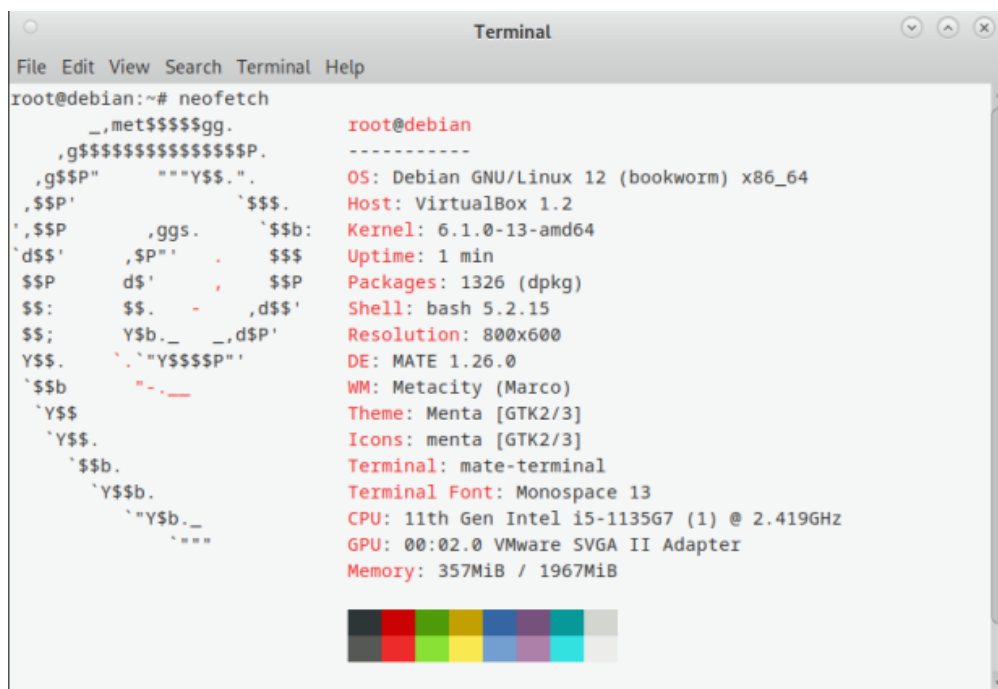 Terminal
File Edit View Search Terminal Help
root@debian:~# neofetch
       _,met$$$$$gg.          root@debian
    ,g$$$$$$$$$$$$$$$P.       -----------
  ,g$$P"     """Y$$.".        OS: Debian GNU/Linux 12 (bookworm) x86_64
 ,$$P'              `$$$.     Host: VirtualBox 1.2
',$$P       ,ggs.     `$$b:   Kernel: 6.1.0-13-amd64
`d$$'     ,$P"'   .    $$$    Uptime: 1 min
 $$P      d$'     ,    $$P    Packages: 1326 (dpkg)
 $$:      $$.   -    ,d$$'    Shell: bash 5.2.15
 $$;      Y$b._   _,d$P'      Resolution: 800x600
 Y$$.    `.`"Y$$$$P"'         DE: MATE 1.26.0
 `$$b      "-.__              WM: Metacity (Marco)
  `Y$$                        Theme: Menta [GTK2/3]
   `Y$$.                      Icons: menta [GTK2/3]
     `$$b.                    Terminal: mate-terminal
       `Y$$b.                 Terminal Font: Monospace 13
          `"Y$b._             CPU: 11th Gen Intel i5-1135G7 (1) @ 2.419GHz
              `"""            GPU: 00:02.0 VMware SVGA II Adapter
                              Memory: 357MiB / 1967MiB